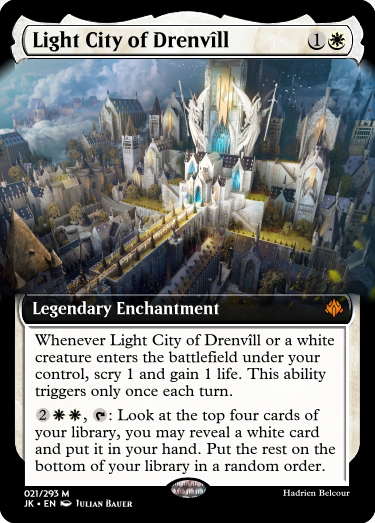 Light City of Drenvîll 1
Legendary Enchantment
Whenever Light City of Drenvîll or a white
creature enters the battlefield under your
control, scry 1 and gain 1 life. This ability
triggers only once each turn.
2 , : Look at the top four cards of
your library, you may reveal a white card
and put it in your hand. Put the rest on the
bottom of your library in a random order.
021/293 M
JK • EN Julian Bauer
Hadrien Belcour